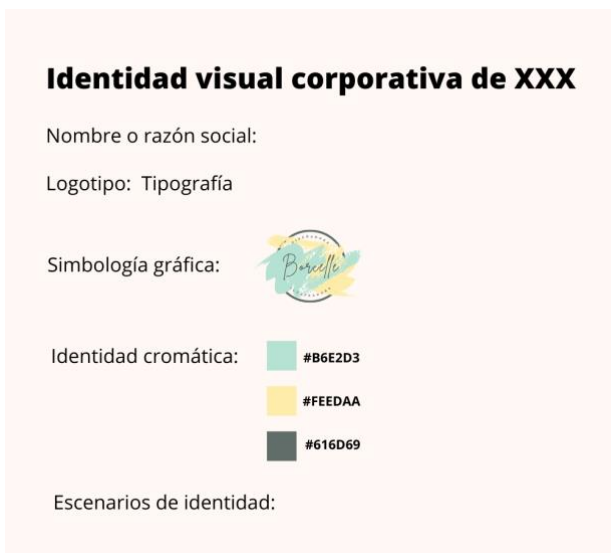 Identidad visual corporativa de XXX
Nombre o razón social:
Logotipo: Tipografía
Simbología gráfica:
Borcelle
Identidad cromática:
#B6E2D3
#FEEDAA
#616D69
Escenarios de identidad: